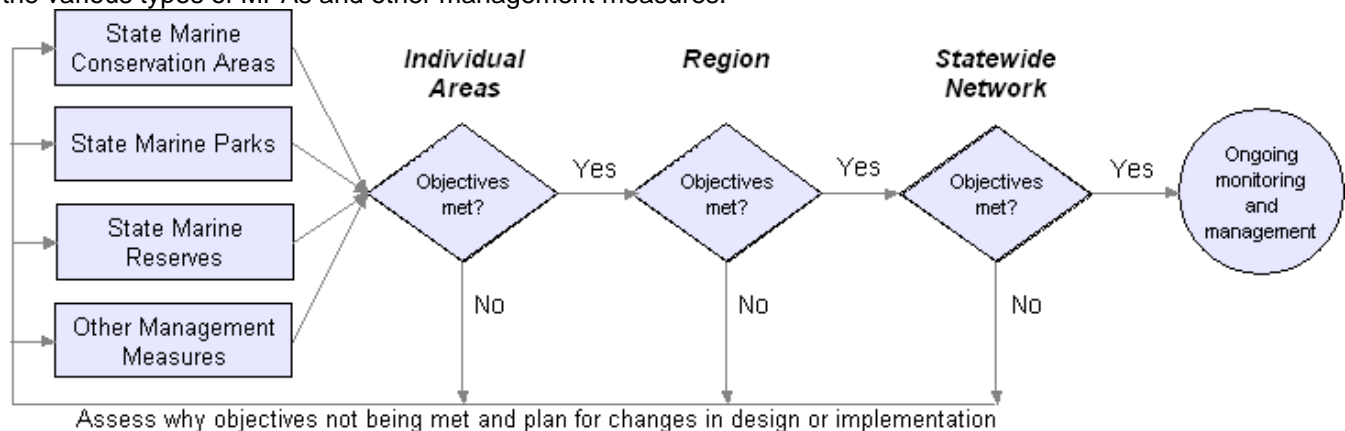 the various types of MPAs and other management measures.
State Marine
Conservation Areas
State Marine Parks
State Marine
Reserves
Other Management
Measures
Individual
Areas
Region
Statewide
Network
Objectives
met?
Yes
No
Objectives
met?
Yes
No
Objectives
met?
Yes
No
Ongoing
monitoring
and
management
Assess why objectives not being met and plan for changes in design or implementation